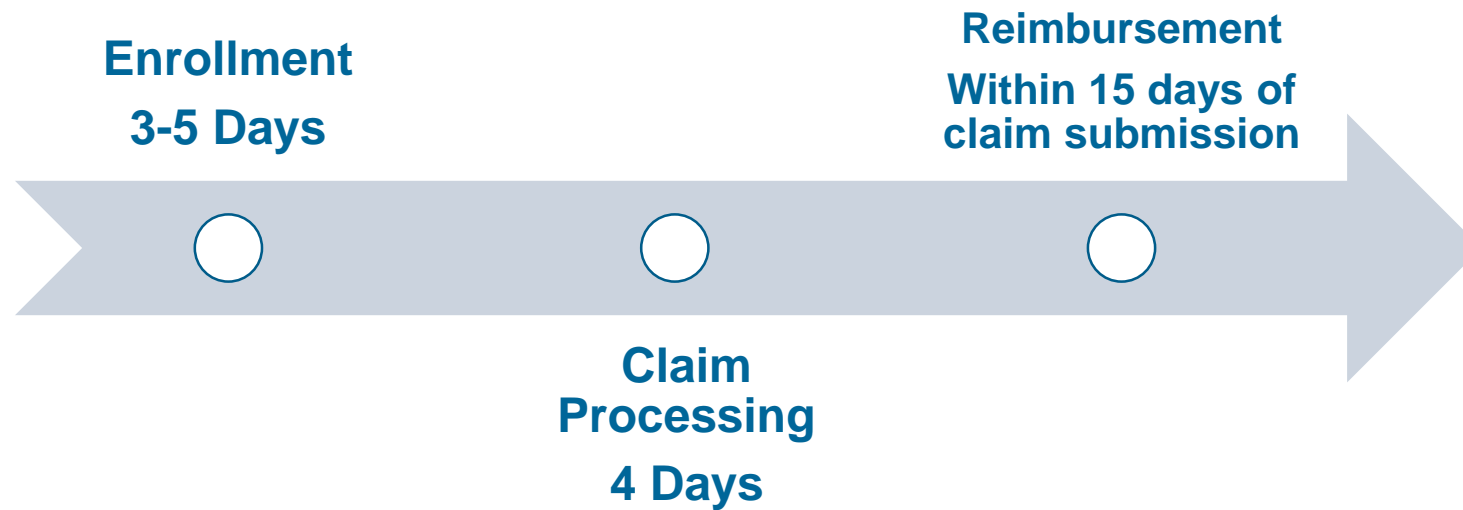 Enrollment
3-5 Days
Claim
Processing
4 Days
Reimbursement
Within 15 days of
claim submission